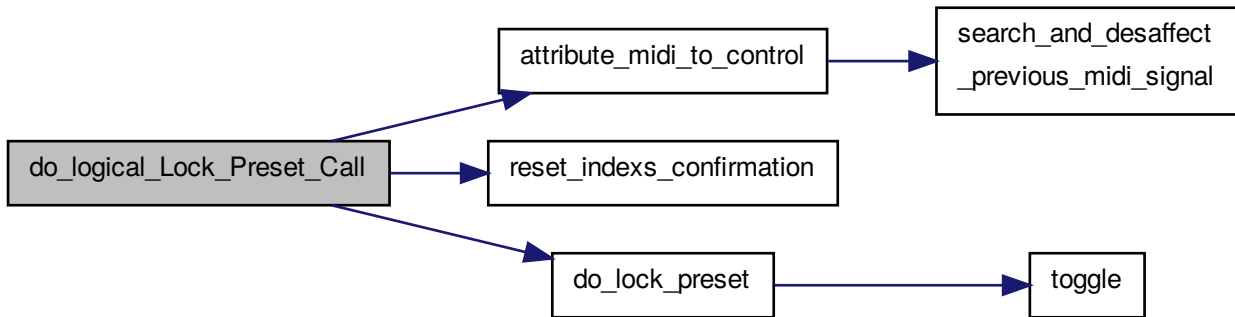 attribute_midi_to_control
search_and_desaffect
_previous_midi_signal
do_logical_Lock_Preset_Call
reset_indexs_confirmation
do_lock_preset
toggle